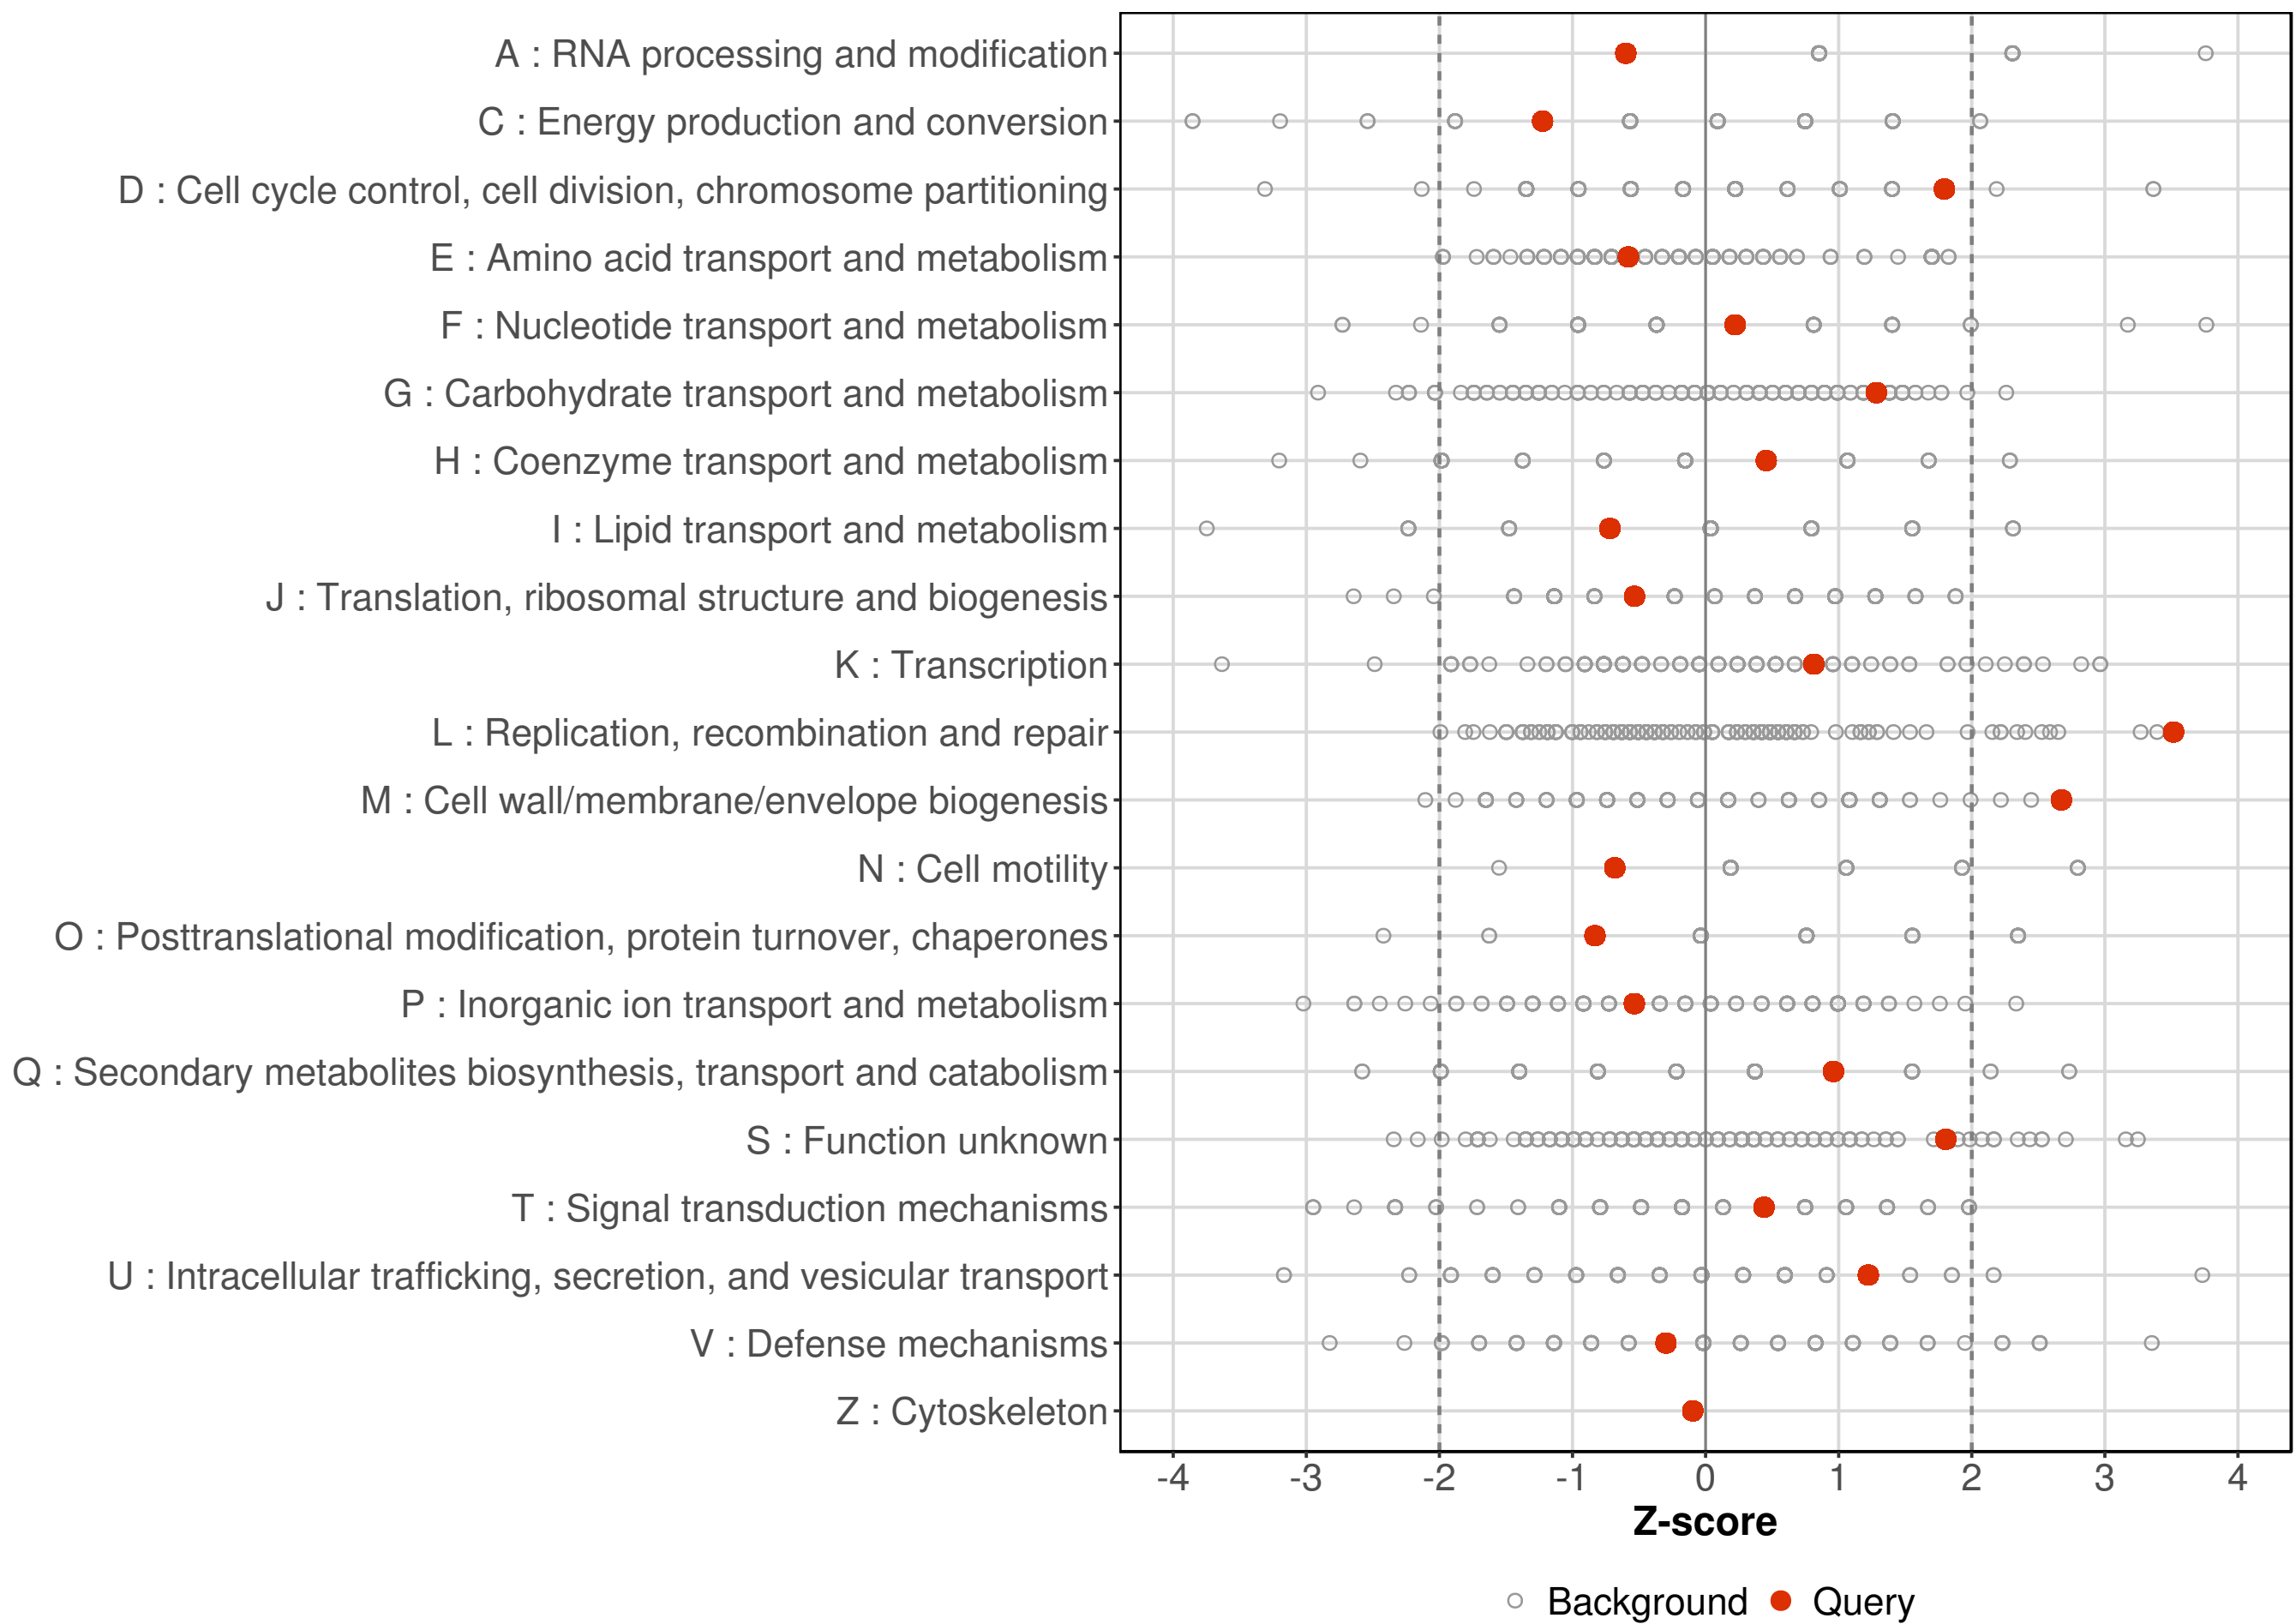 A : RNA processing and modification
C : Energy production and conversion
D : Cell cycle control, cell division, chromosome partitioning
E : Amino acid transport and metabolism
F : Nucleotide transport and metabolism
G : Carbohydrate transport and metabolism
H : Coenzyme transport and metabolism
I : Lipid transport and metabolism
J : Translation, ribosomal structure and biogenesis
K : Transcription
L : Replication, recombination and repair
M : Cell wall/membrane/envelope biogenesis
N : Cell motility
O : Posttranslational modification, protein turnover, chaperones
P : Inorganic ion transport and metabolism
Q : Secondary metabolites biosynthesis, transport and catabolism
S : Function unknown
T : Signal transduction mechanisms
U : Intracellular trafficking, secretion, and vesicular transport
V : Defense mechanisms
Z : Cytoskeleton
-4 -3 -2 -1 0 1 2 3 4
Z-score
Background Query